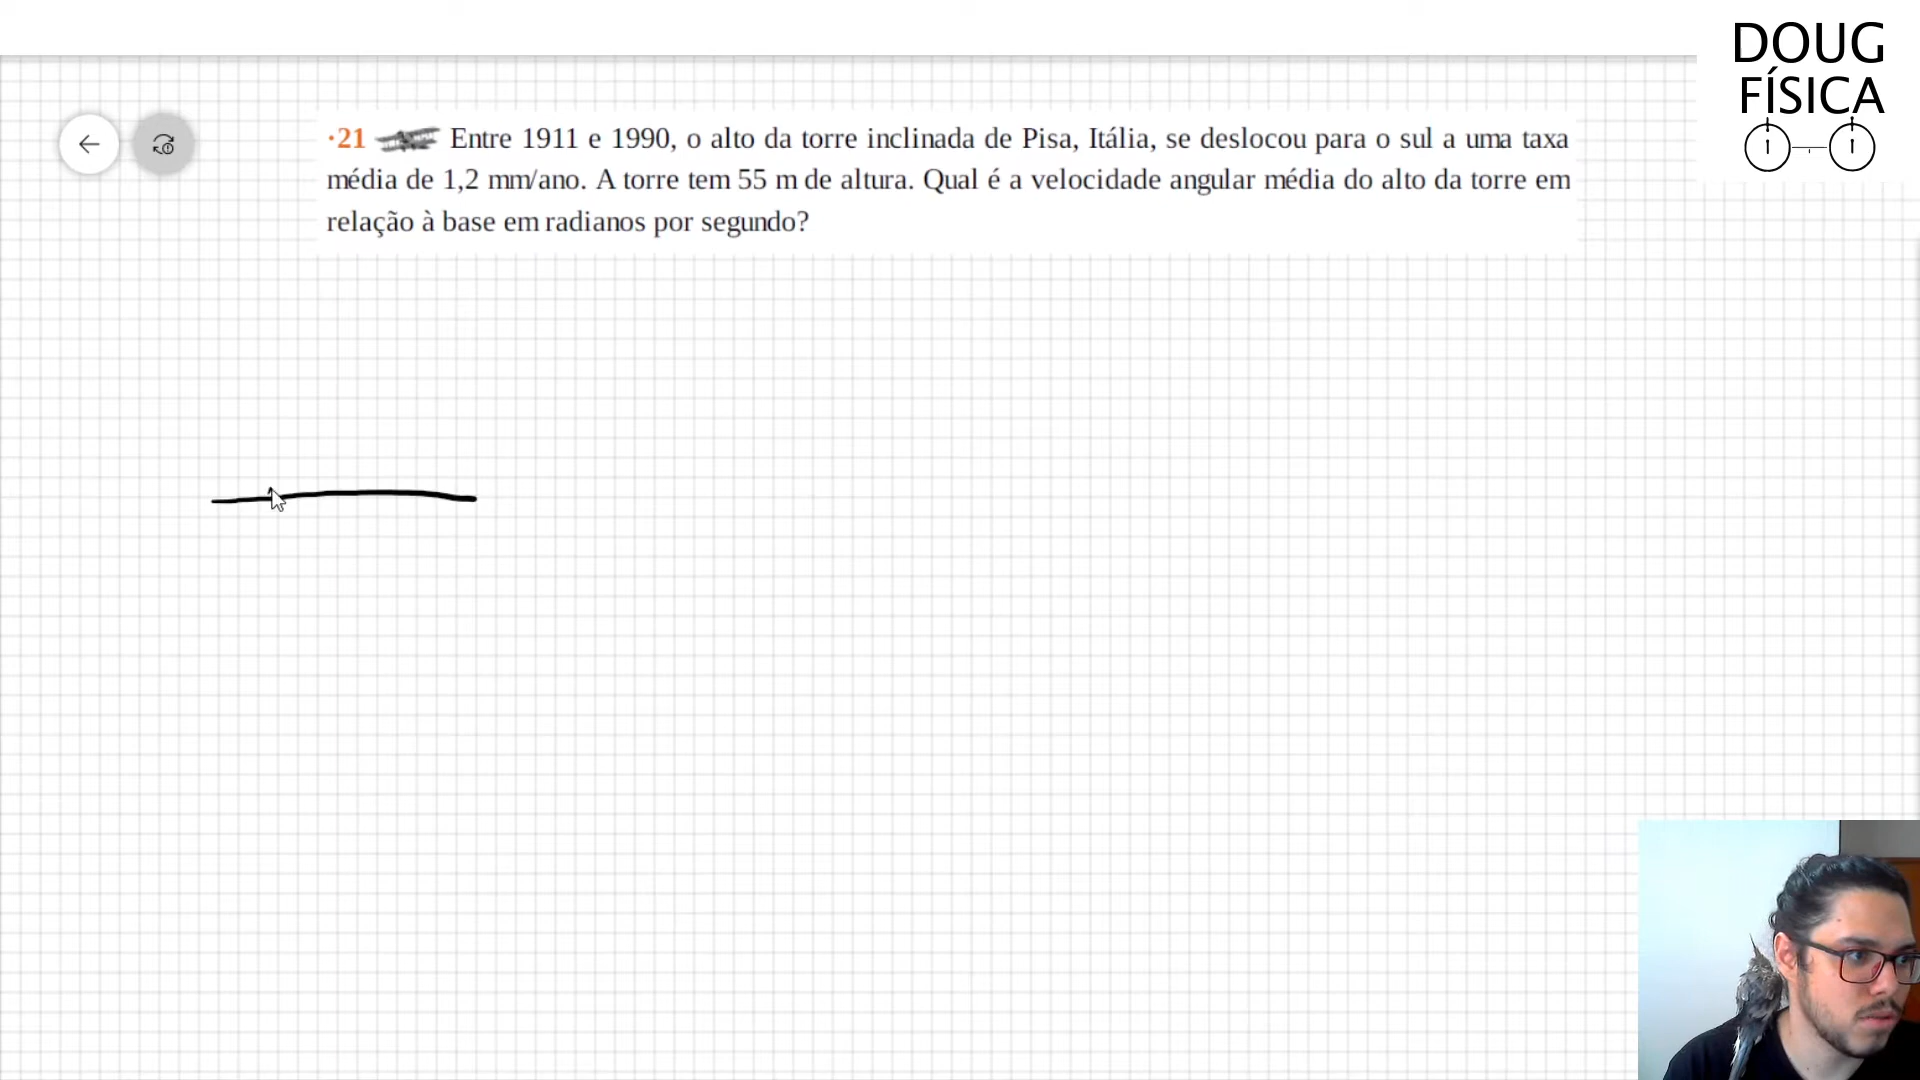 DOUG
FÍSICA
·21 Entre 1911 e 1990, o alto da torre inclinada de Pisa, Itália, se deslocou para o sul a uma taxa
média de 1,2 mm/ano. A torre tem 55 m de altura. Qual é a velocidade angular média do alto da torre em
relação à base em radianos por segundo?